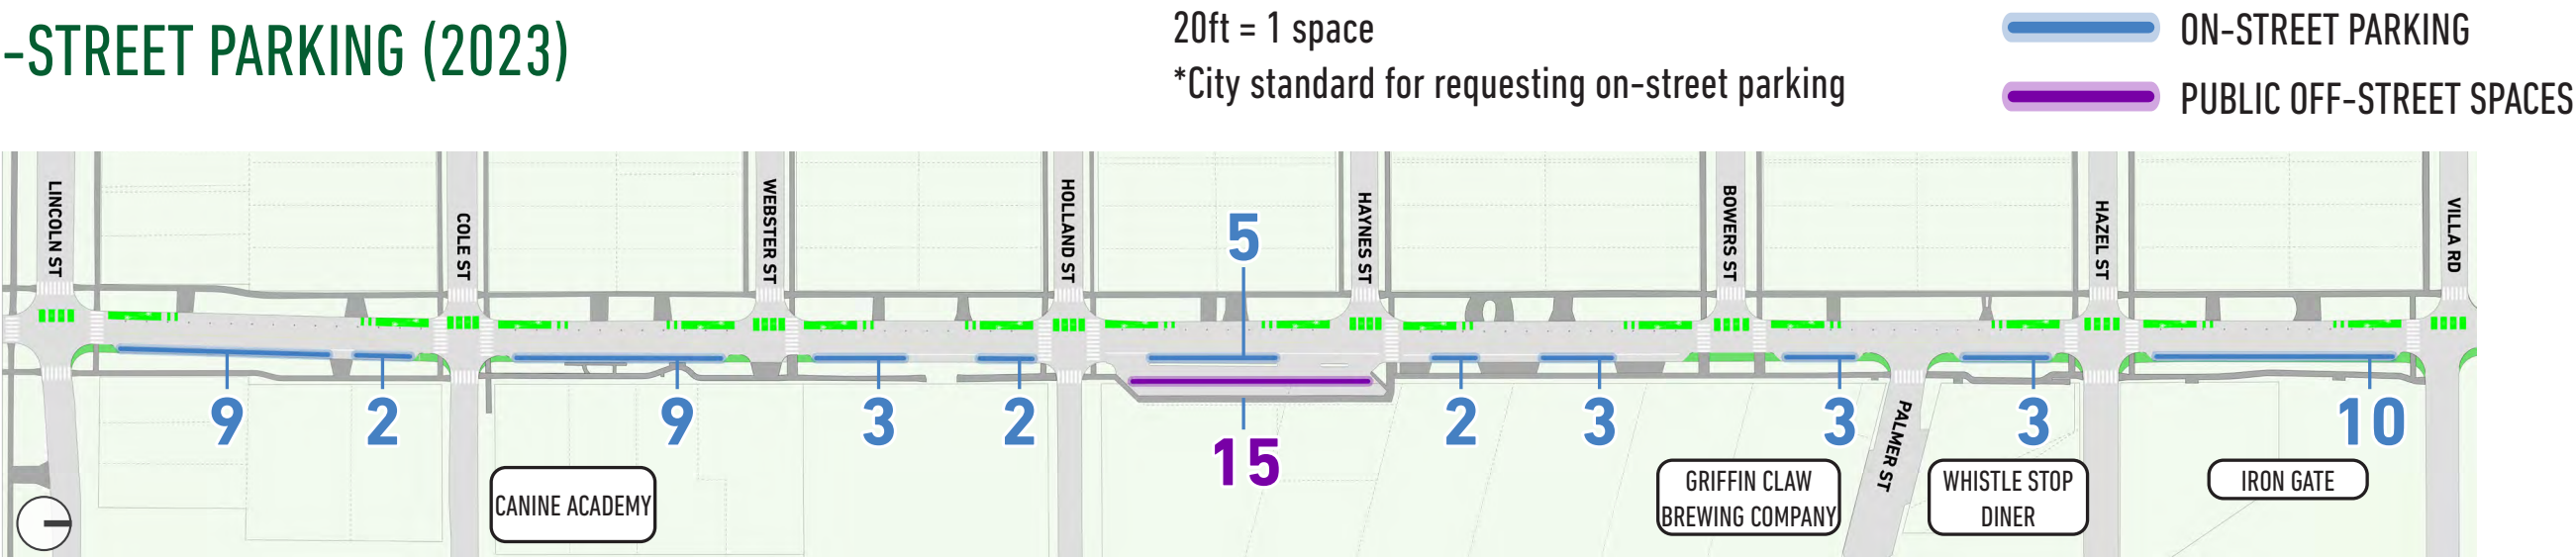 -STREET PARKING (2023)
20ft = 1 space
*City standard for requesting on-street parking
ON-STREET PARKING
PUBLIC OFF-STREET SPACES
LINCOLN ST
COLE ST
WEBSTER ST
HOLLAND ST
HAYNES ST
BOWERS ST
HAZEL ST
VILLA RD
5
9
2
9
3
2
2
3
3
3
10
15
PALMER ST
CANINE ACADEMY
GRIFFIN CLAW
BREWING COMPANY
WHISTLE STOP
DINER
IRON GATE